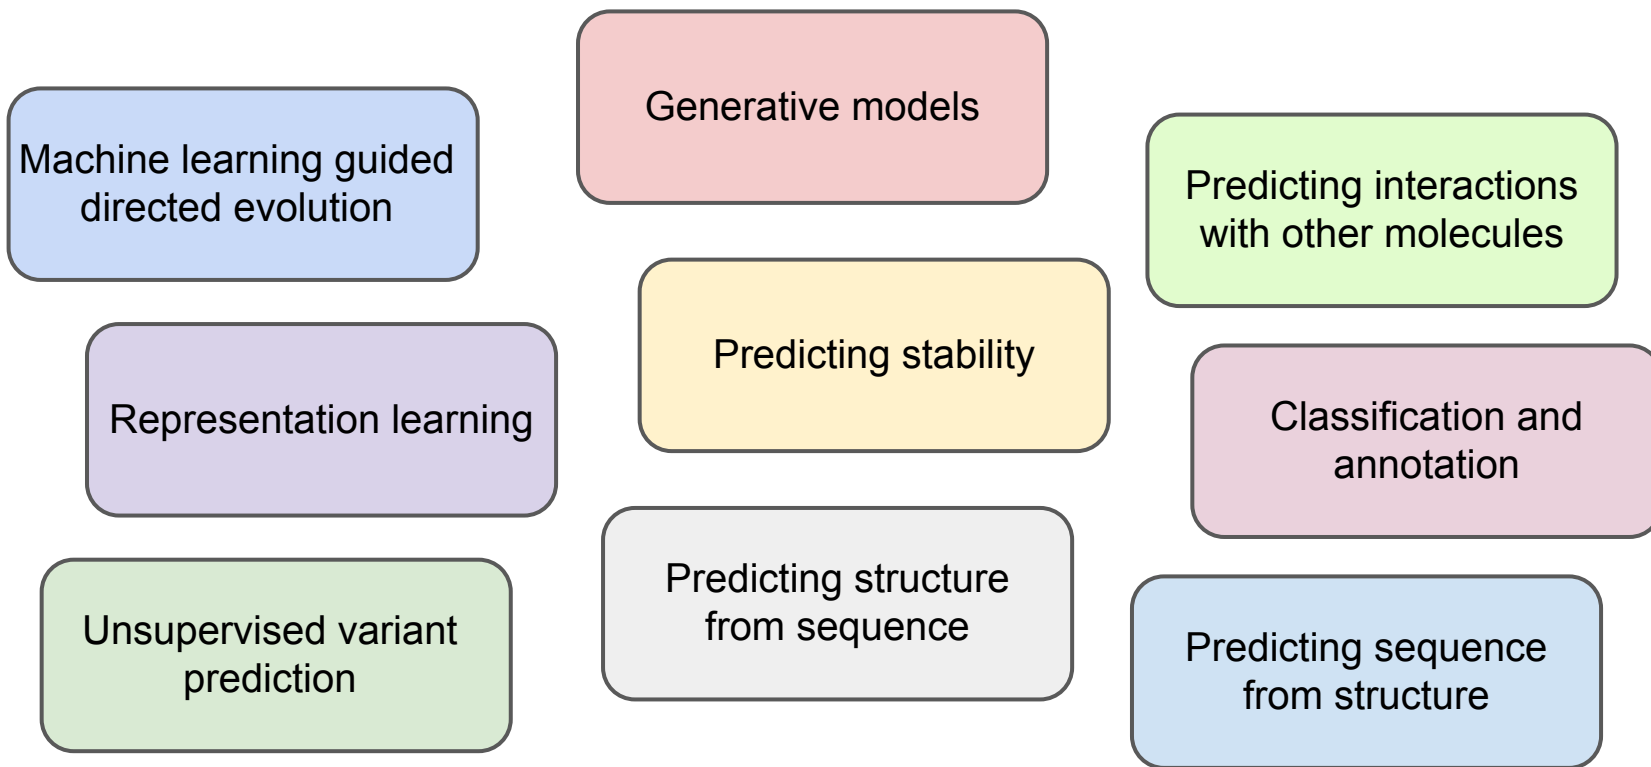 Generative models
Machine learning guided
directed evolution
Predicting interactions
with other molecules
Predicting stability
Representation learning
Classification and
annotation
Predicting structure
from sequence
Unsupervised variant
prediction
Predicting sequence
from structure